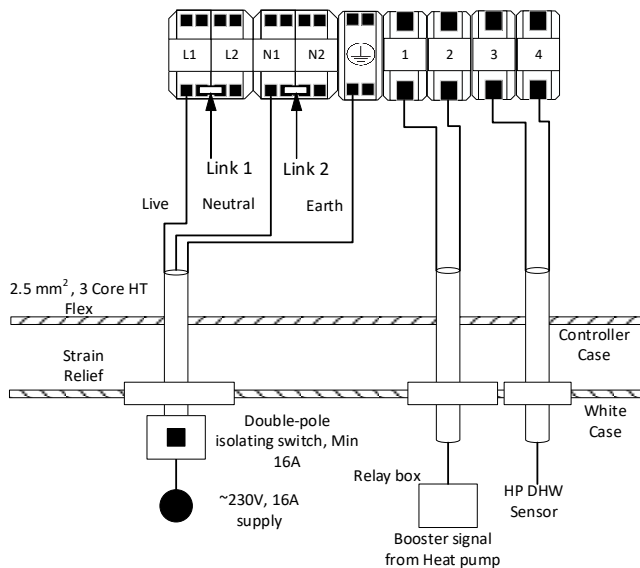 L1 L2 N1 N2 1 2 3 4
Link 1
Link 2
Live
Neutral
Earth
2.5 mm², 3 Core HT
Flex
Controller
Case
Strain
Relief
White
Case
Double-pole
isolating switch, Min
16A
~230V, 16A
supply
Relay box
HP DHW
Sensor
Booster signal
from Heat pump